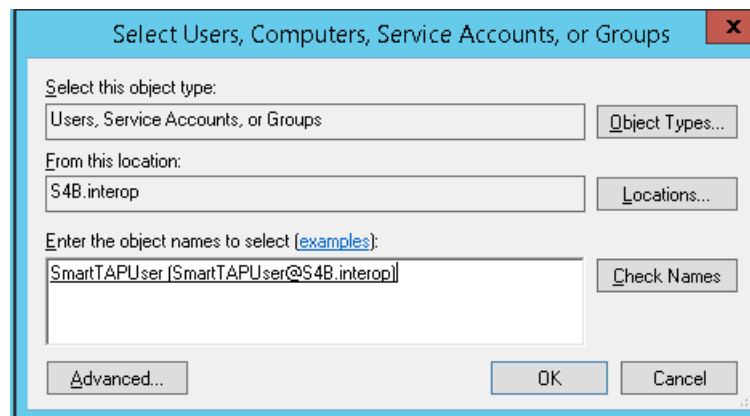 Select Users, Computers, Service Accounts, or Groups
x
Select this object type:
Users, Service Accounts, or Groups
Object Types...
From this location:
S4B.interop
Locations...
Enter the object names to select (examples):
SmartTAPUser (SmartTAPUser@S4B.interop)
Check Names
Advanced...
OK
Cancel